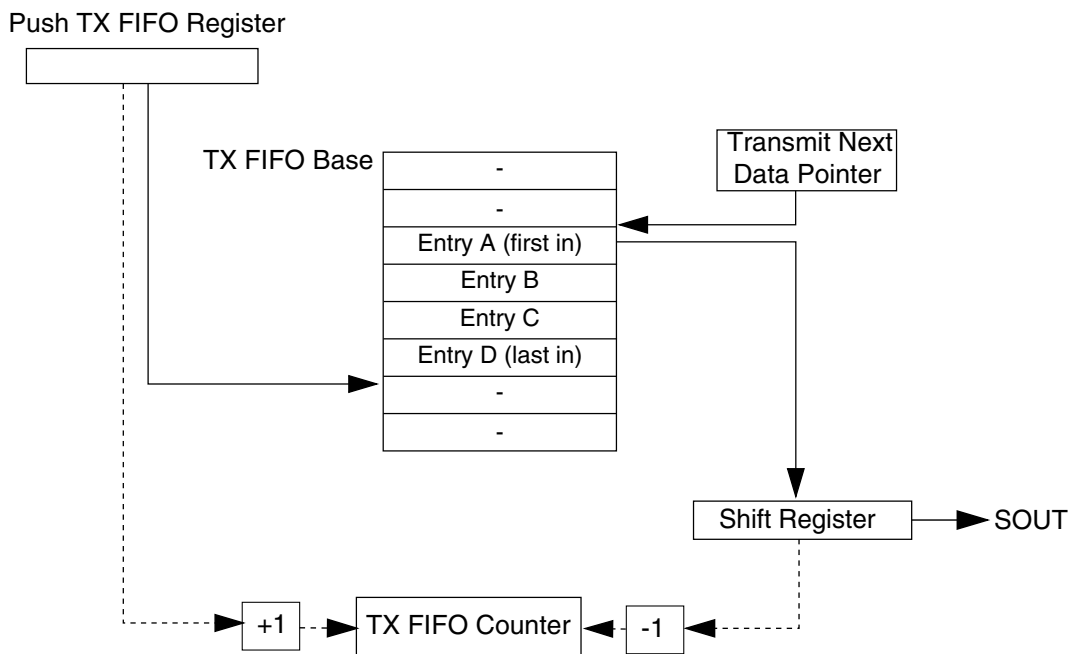 Push TX FIFO Register
TX FIFO Base
-
-
Entry A (first in)
Entry B
Entry C
Entry D (last in)
-
-
Transmit Next
Data Pointer
Shift Register
SOUT
+1
TX FIFO Counter
-1